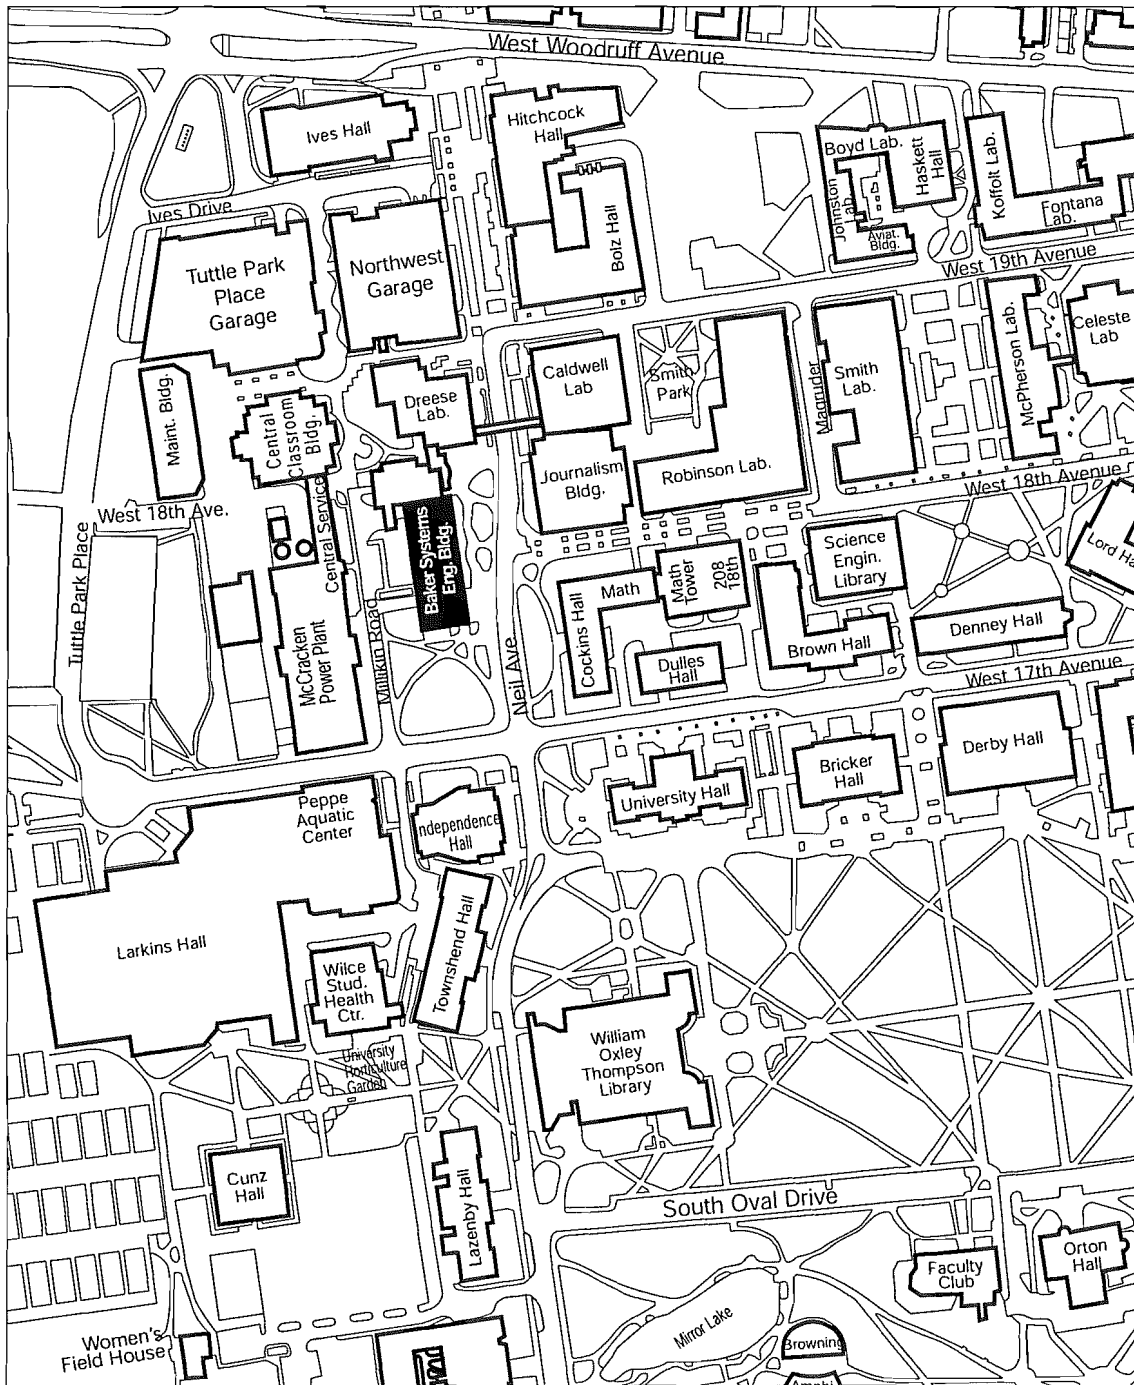 West Woodruff Avenue
Ives Hall
Hitchcock
Hall
Boyd Lab.
Haskett
Hall
Koffolt Lab.
Johnston
Lab.
Aviat.
Bldg.
Fontana
Lab.
Ives Drive
Bolz Hall
West 19th Avenue
Tuttle Park
Place
Garage
Northwest
Garage
Caldwell
Lab
Smith
Park
Magruder
Smith
Lab.
McPherson Lab.
Celeste
Lab
Maint. Bldg.
Central
Classroom
Bldg.
Dreese
Lab.
Journalism
Bldg.
Robinson Lab.
West 18th Avenue
West 18th Ave.
Central Service
Baker Systems
Eng. Bldg.
Science
Engin.
Library
Lord Ha
Tuttle Park Place
Math
Math
Tower
208
18th
Cockins Hall
Dulles
Hall
Brown Hall
Denney Hall
McCracken
Power Plant
Millikin Road
Neil Ave
West 17th Avenue
Peppe
Aquatic
Center
ndependence
Hall
University Hall
Bricker
Hall
Derby Hall
Larkins Hall
Wilce
Stud.
Health
Ctr.
Townshend Hall
William
Oxley
Thompson
Library
University
Horticulture
Garden
Cunz
Hall
Lazenby Hall
South Oval Drive
Faculty
Club
Orton
Hall
Mirror Lake
Browning
Women's
Field House